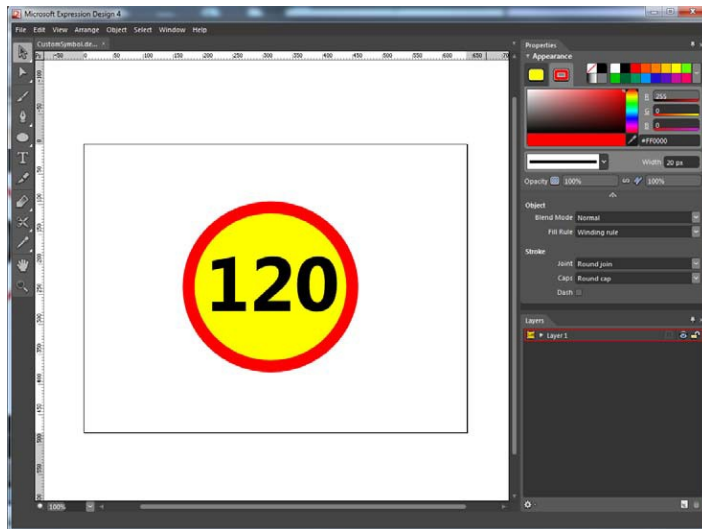 Microsoft Expression Design 4
File Edit View Arrange Object Select Window Help
CustomSymbol.de...
Properties
Appearance
R 255
G 0
B 0
#FF0000
Width 20 px
Opacity 100% 100%
Object
Blend Mode Normal
Fill Rule Winding rule
Stroke
Joint Round join
Caps Round cap
Dash
120
Layers
Layer 1
100%